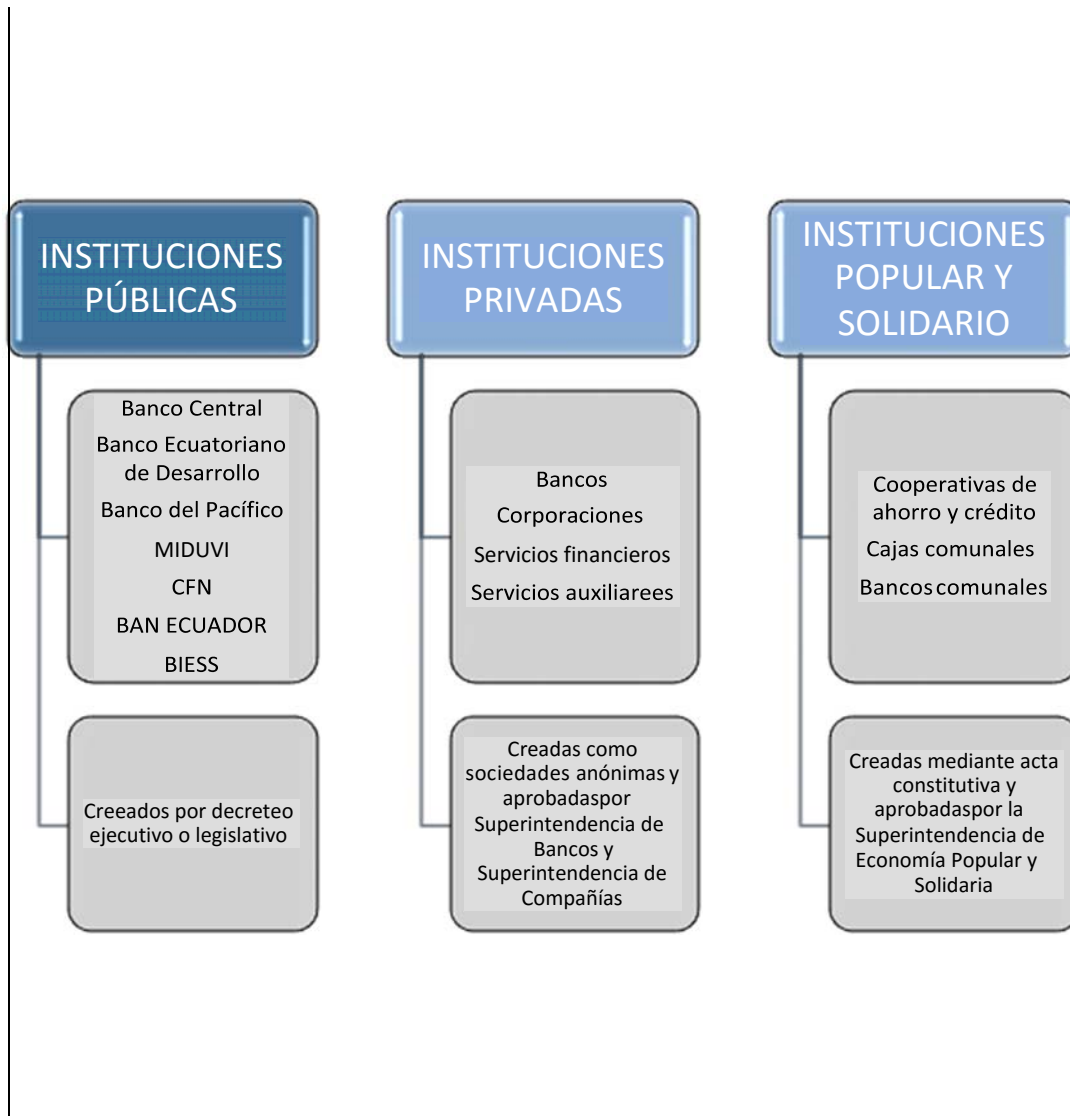 INSTITUCIONES
PÚBLICAS
Banco Central
Banco Ecuatoriano
de Desarrollo
Banco del Pacífico
MIDUVI
CFN
BAN ECUADOR
BIESS
Creeados por decreteo
ejecutivo o legislativo
INSTITUCIONES
PRIVADAS
Bancos
Corporaciones
Servicios financieros
Servicios auxiliarees
Creadas como
sociedades anónimas y
aprobadaspor
Superintendencia de
Bancos y
Superintendencia de
Compañías
INSTITUCIONES
POPULAR Y
SOLIDARIO
Cooperativas de
ahorro y crédito
Cajas comunales
Bancos comunales
Creadas mediante acta
constitutiva y
aprobadaspor la
Superintendencia de
Economía Popular y
Solidaria